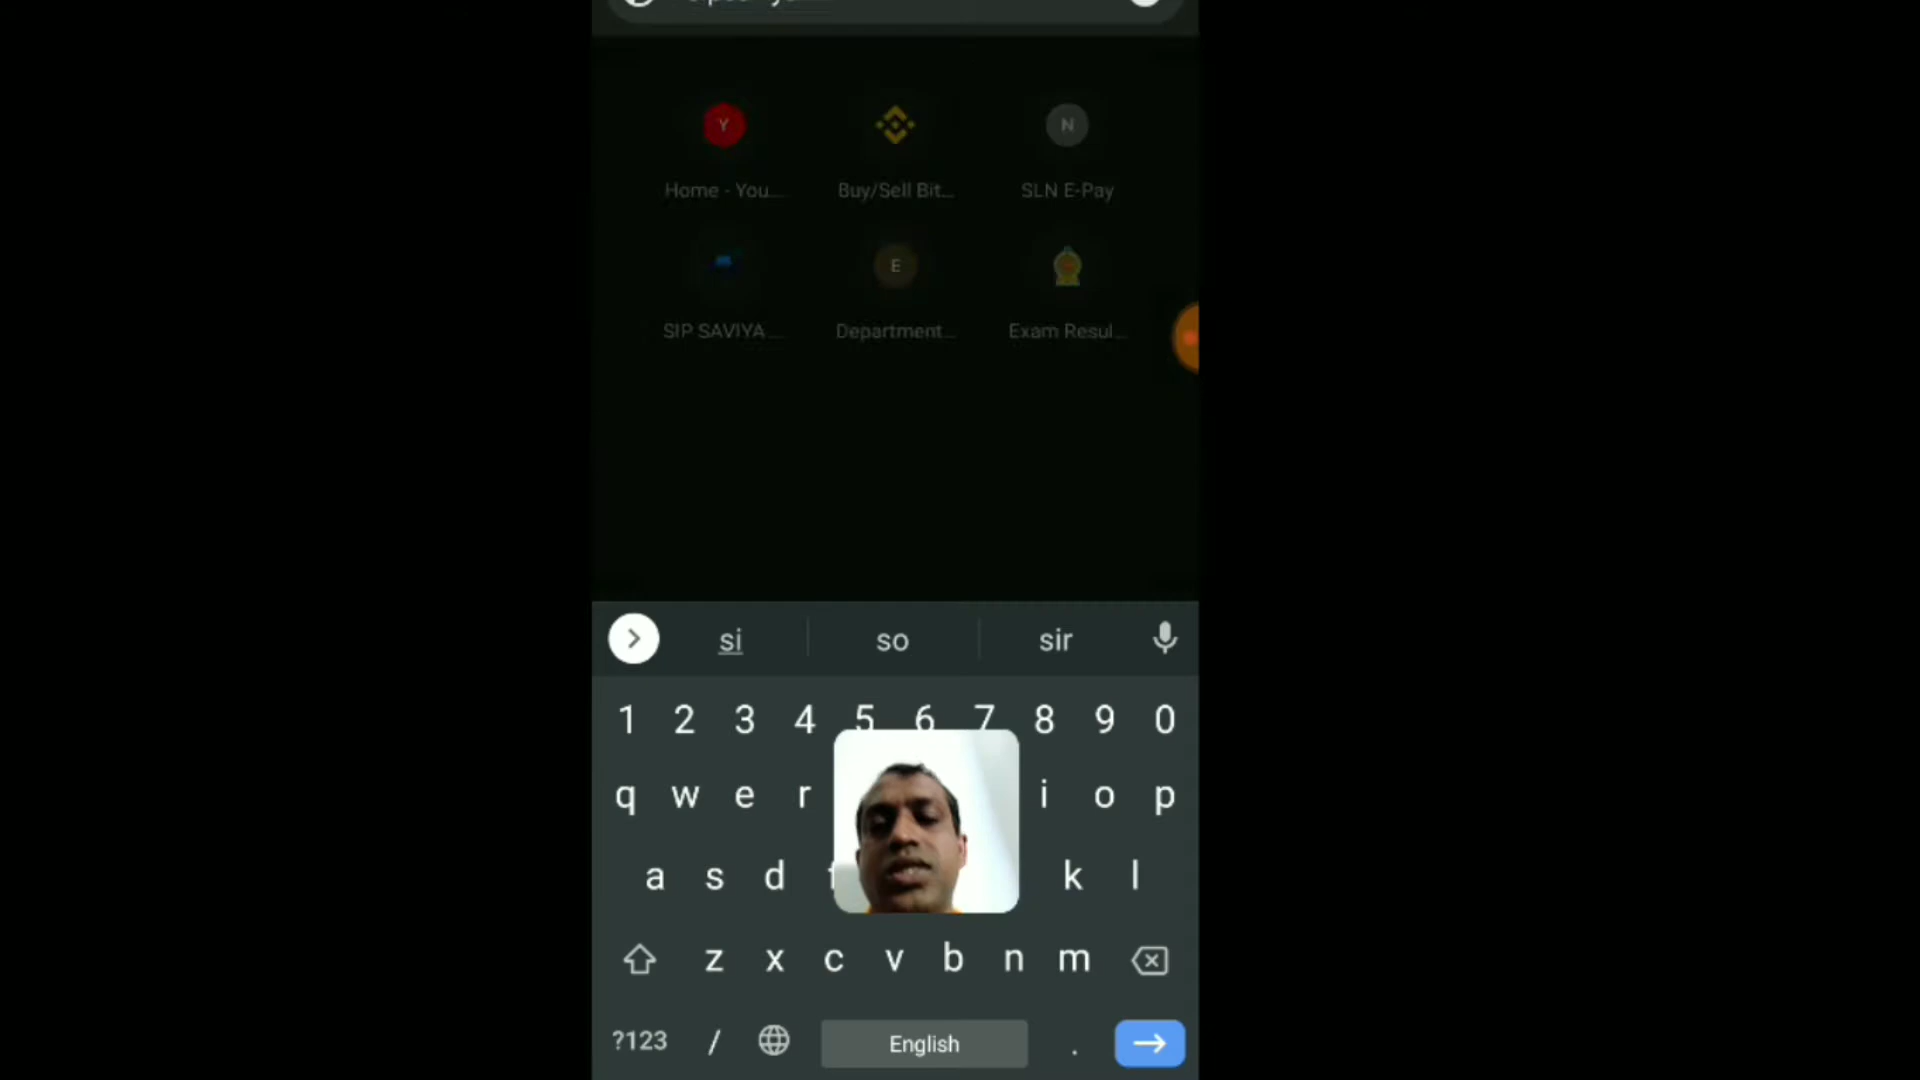 Y N
Home - You... Buy/Sell Bit... SLN E-Pay
E
SIP SAVIYA ... Department... Exam Resul...
si so sir
1 2 3 4 5 6 7 8 9 0
q w e r i o p
a s d k l
z x c v b n m
?123 / English .